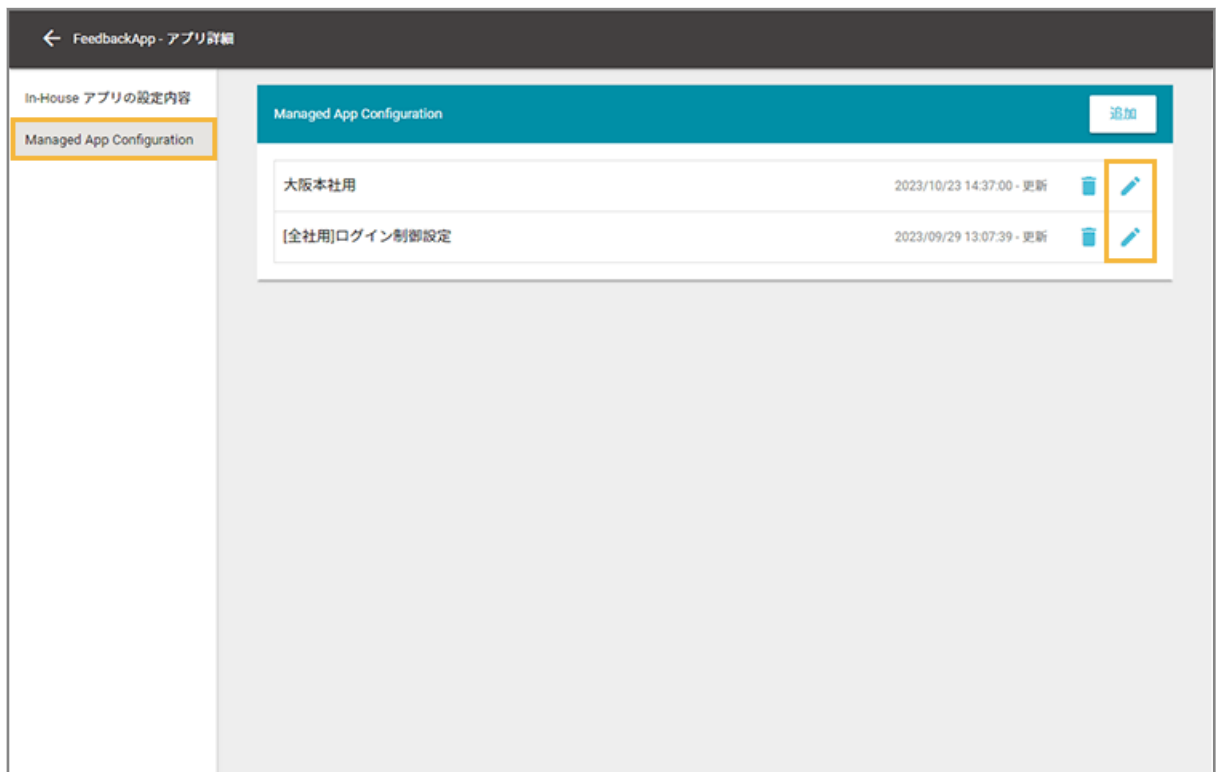 FeedbackApp - アプリ詳細
In-House アプリの設定内容
Managed App Configuration
Managed App Configuration
追加
大阪本社用
2023/10/23 14:37:00 - 更新
[全社用]ログイン制御設定
2023/09/29 13:07:39 - 更新